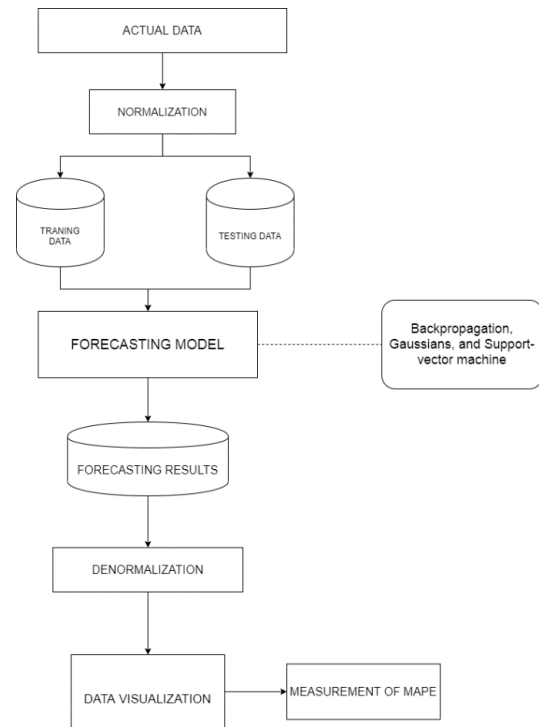 ACTUAL DATA
NORMALIZATION
TRANING
DATA
TESTING DATA
FORECASTING MODEL
Backpropagation,
Gaussians, and Support-
vector machine
FORECASTING RESULTS
DENORMALIZATION
DATA VISUALIZATION
MEASUREMENT OF MAPE